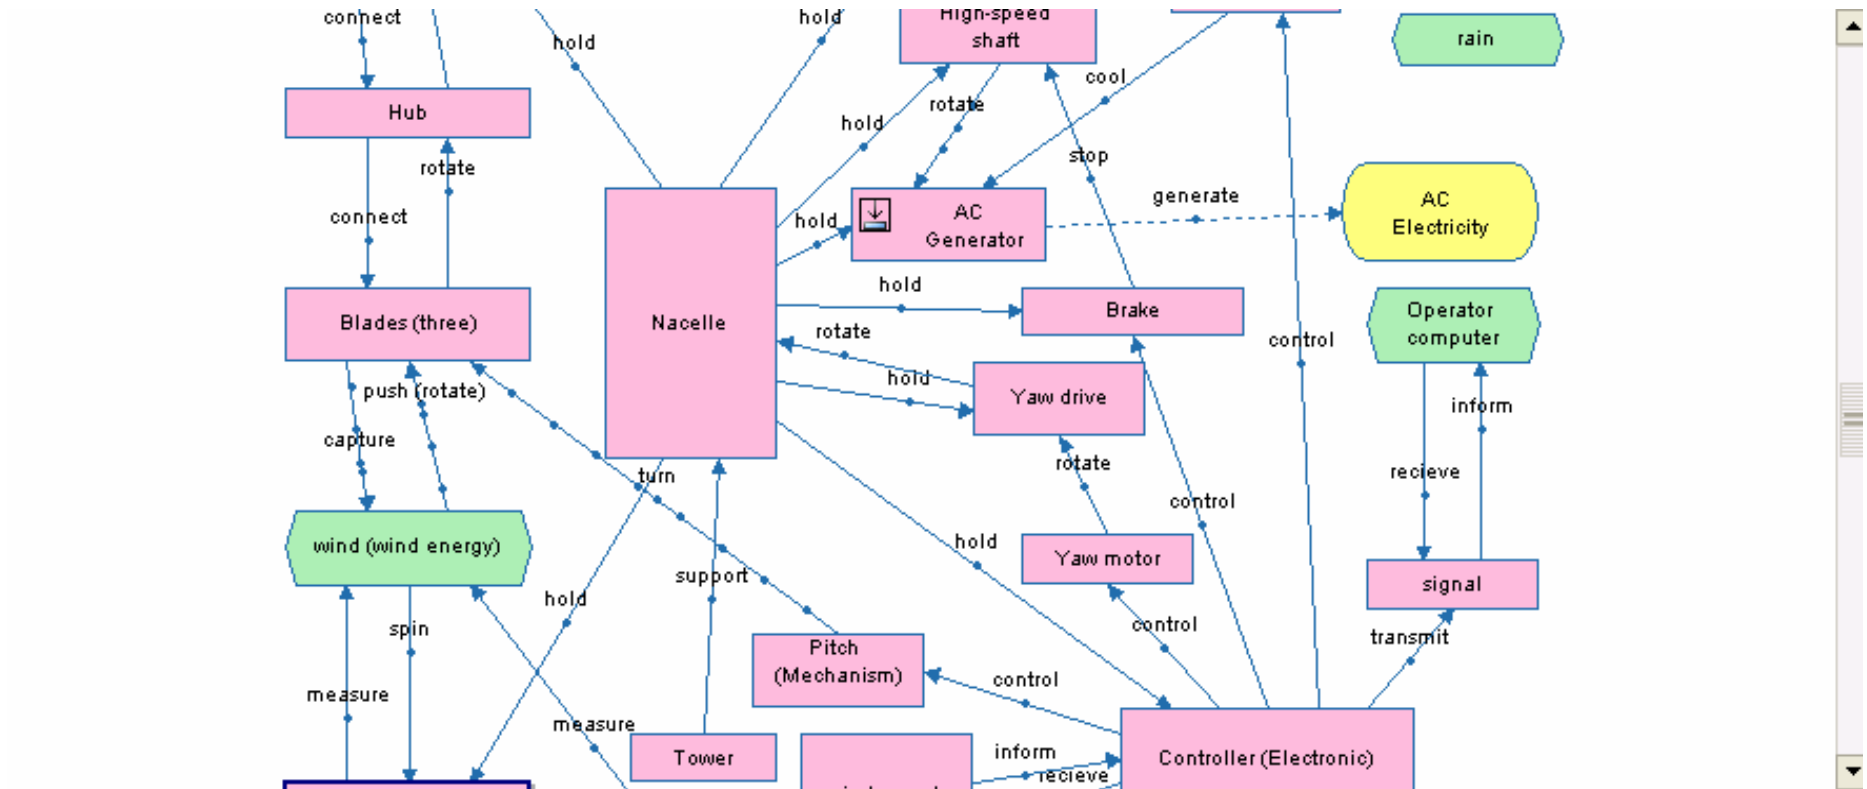 connect
hold
hold
High-speed
shaft
rain
cool
Hub
rotate
hold
stop
rotate
generate
connect
hold
AC
Generator
AC
Electricity
hold
Blades (three)
Nacelle
Brake
Operator
computer
rotate
control
push (rotate)
hold
Yaw drive
inform
capture
rotate
recieve
turn
control
wind (wind energy)
hold
Yaw motor
support
signal
hold
spin
control
transmit
Pitch
(Mechanism)
measure
control
measure
Tower
inform
Controller (Electronic)
recieve